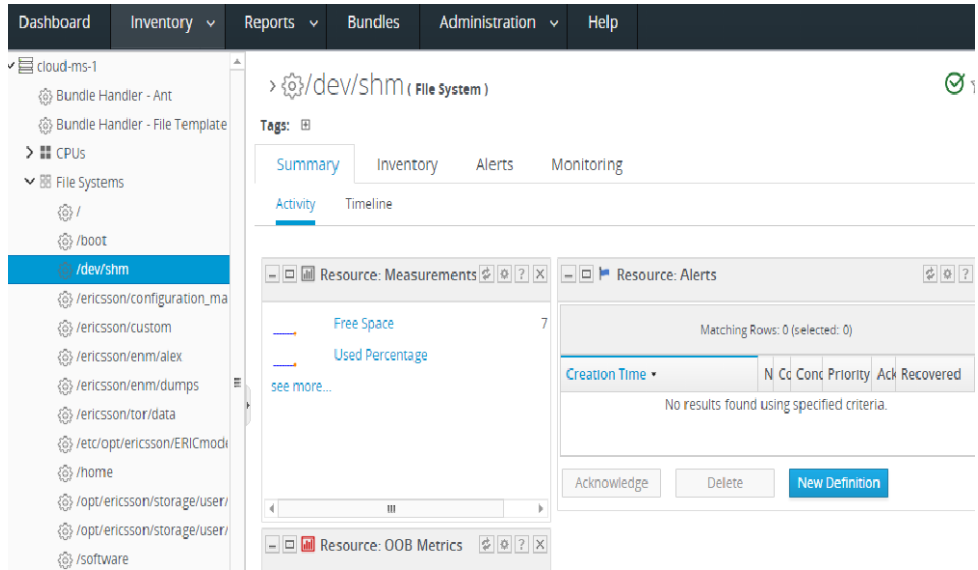 Dashboard Inventory Reports Bundles Administration Help
cloud-ms-1
Bundle Handler - Ant
Bundle Handler - File Template
CPUs
File Systems
/
/boot
/dev/shm
/ericsson/configuration_ma
/ericsson/custom
/ericsson/enm/alex
/ericsson/enm/dumps
/ericsson/tor/data
/etc/opt/ericsson/ERICmode
/home
/opt/ericsson/storage/user/
/opt/ericsson/storage/user/
/software
/dev/shm ( File System )
Tags:
Summary Inventory Alerts Monitoring
Activity Timeline
Resource: Measurements
Free Space 7
Used Percentage
see more...
Resource: OOB Metrics
Resource: Alerts
Matching Rows: 0 (selected: 0)
Creation Time N Co Conc Priority Ack Recovered
No results found using specified criteria.
Acknowledge Delete New Definition